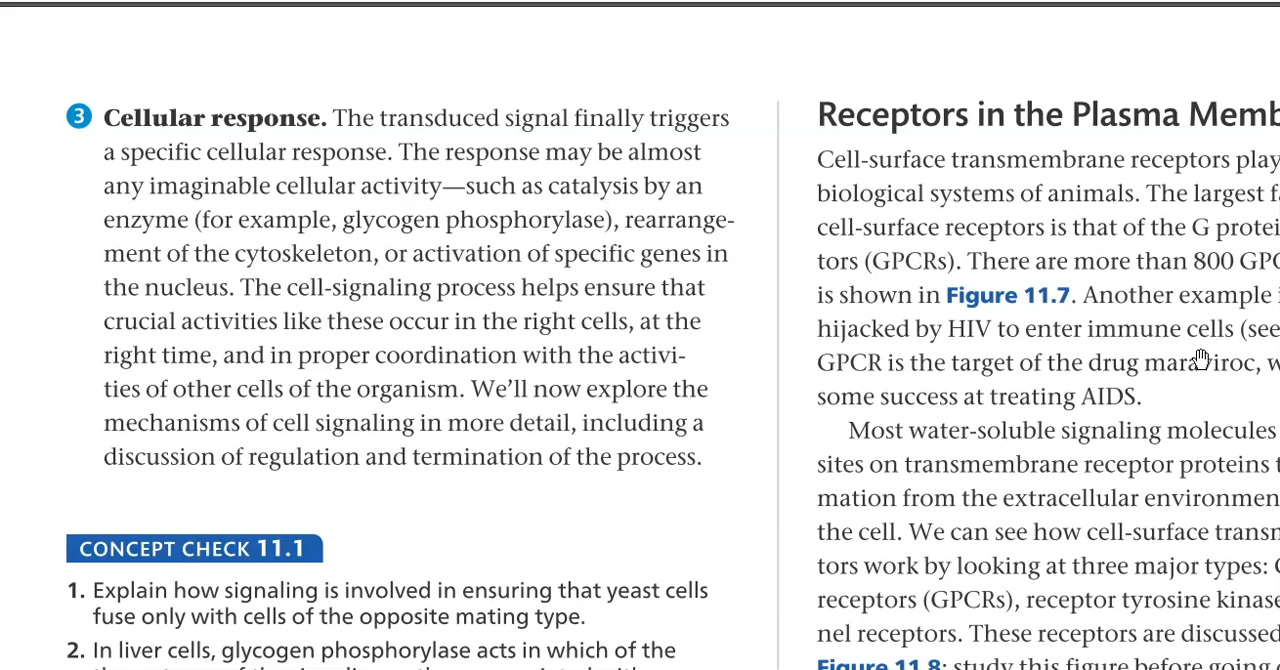 3 Cellular response. The transduced signal finally triggers
a specific cellular response. The response may be almost
any imaginable cellular activity—such as catalysis by an
enzyme (for example, glycogen phosphorylase), rearrange-
ment of the cytoskeleton, or activation of specific genes in
the nucleus. The cell-signaling process helps ensure that
crucial activities like these occur in the right cells, at the
right time, and in proper coordination with the activi-
ties of other cells of the organism. We'll now explore the
mechanisms of cell signaling in more detail, including a
discussion of regulation and termination of the process.
CONCEPT CHECK 11.1
1. Explain how signaling is involved in ensuring that yeast cells
fuse only with cells of the opposite mating type.
2. In liver cells, glycogen phosphorylase acts in which of the
Receptors in the Plasma Memb
Cell-surface transmembrane receptors play
biological systems of animals. The largest
cell-surface receptors is that of the G protei
tors (GPCRs). There are more than 800 GPC
is shown in Figure 11.7. Another example
hijacked by HIV to enter immune cells (see
GPCR is the target of the drug maraviroc,
some success at treating AIDS.
Most water-soluble signaling molecules
sites on transmembrane receptor proteins
mation from the extracellular environmen
the cell. We can see how cell-surface trans
tors work by looking at three major types:
receptors (GPCRs), receptor tyrosine kinase
nel receptors. These receptors are discussed
Figure 11.8; study this figure before going